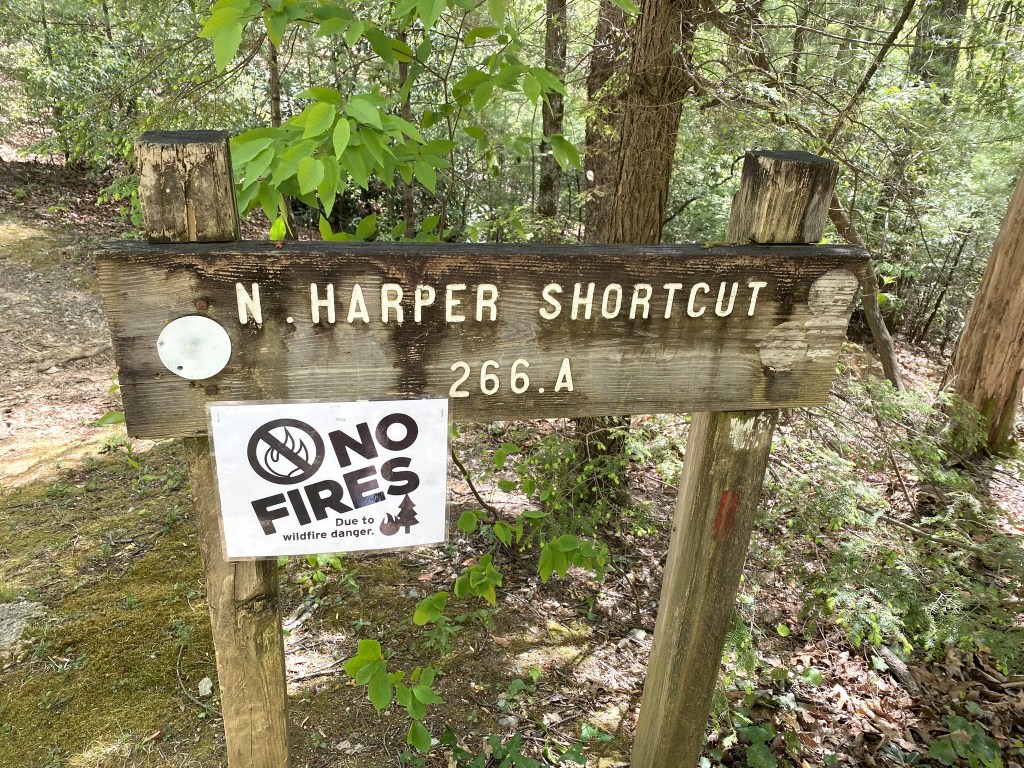 N. HARPER SHORTCUT
266.A
NO
FIRES
Due to
wildfire danger.